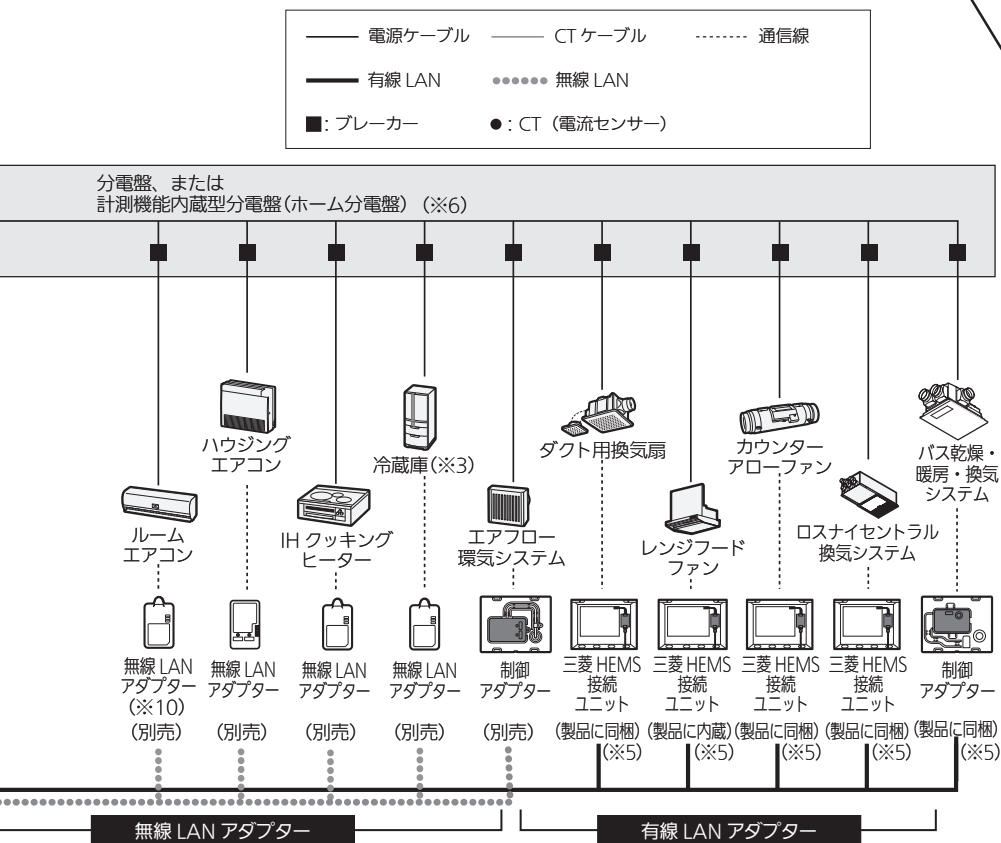 電源ケーブル CT ケーブル 通信線
有線 LAN 無線 LAN
■: ブレーカー ●: CT（電流センサー）
分電盤、または
計測機能内蔵型分電盤(ホーム分電盤) (※6)
ハウジング
エアコン
冷蔵庫(※3)
ダクト用換気扇
カウンター
アローファン
バス乾燥・
暖房・換気
システム
ルーム
エアコン
IH クッキング
ヒーター
エアフロー
環気システム
レンジフード
ファン
ロスナイセントラル
換気システム
無線 LAN
アダプター
(※10)
(別売)
無線 LAN
アダプター
(別売)
無線 LAN
アダプター
(別売)
無線 LAN
アダプター
(別売)
制御
アダプター
(別売)
三菱 HEMS
接続
ユニット
(製品に同梱)
(※5)
三菱 HEMS
接続
ユニット
(製品に内蔵)
(※5)
三菱 HEMS
接続
ユニット
(製品に同梱)
(※5)
三菱 HEMS
接続
ユニット
(製品に同梱)
(※5)
制御
アダプター
(製品に同梱)
(※5)
無線 LAN アダプター
有線 LAN アダプター